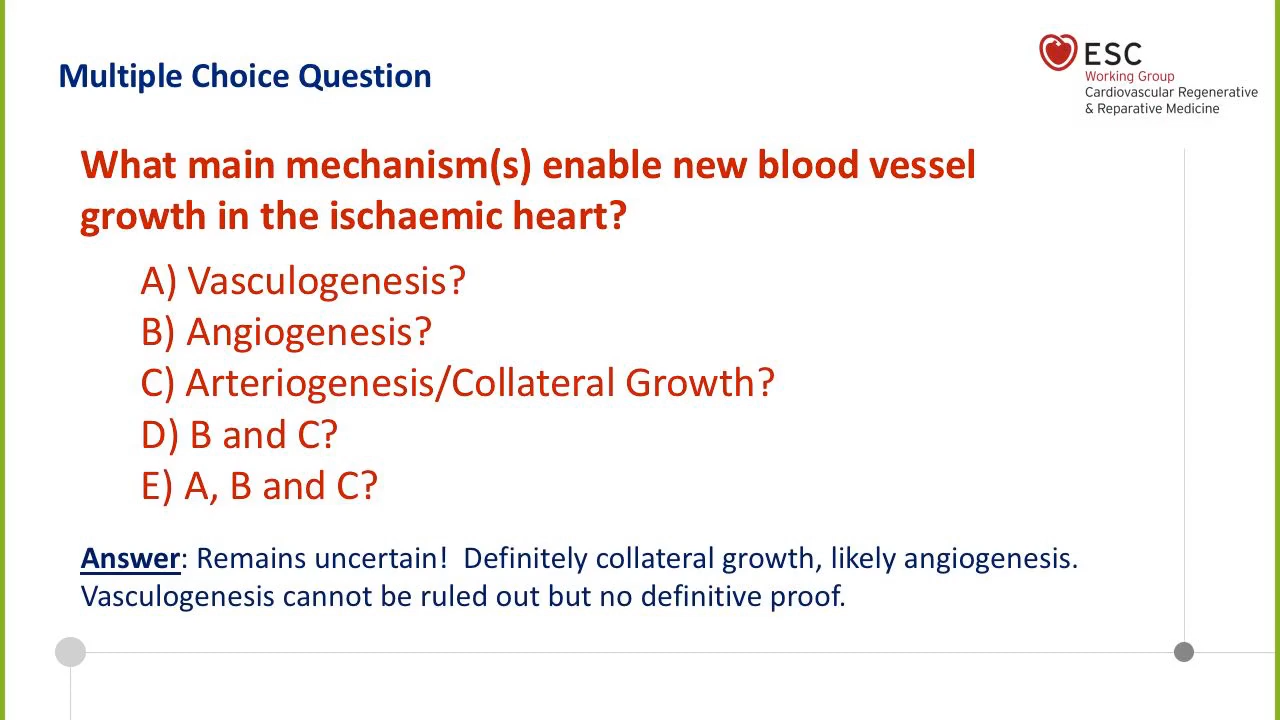 Multiple Choice Question
ESC
Working Group
Cardiovascular Regenerative
& Reparative Medicine
What main mechanism(s) enable new blood vessel
growth in the ischaemic heart?
A) Vasculogenesis?
B) Angiogenesis?
C) Arteriogenesis/Collateral Growth?
D) B and C?
E) A, B and C?
Answer: Remains uncertain!  Definitely collateral growth, likely angiogenesis.
Vasculogenesis cannot be ruled out but no definitive proof.